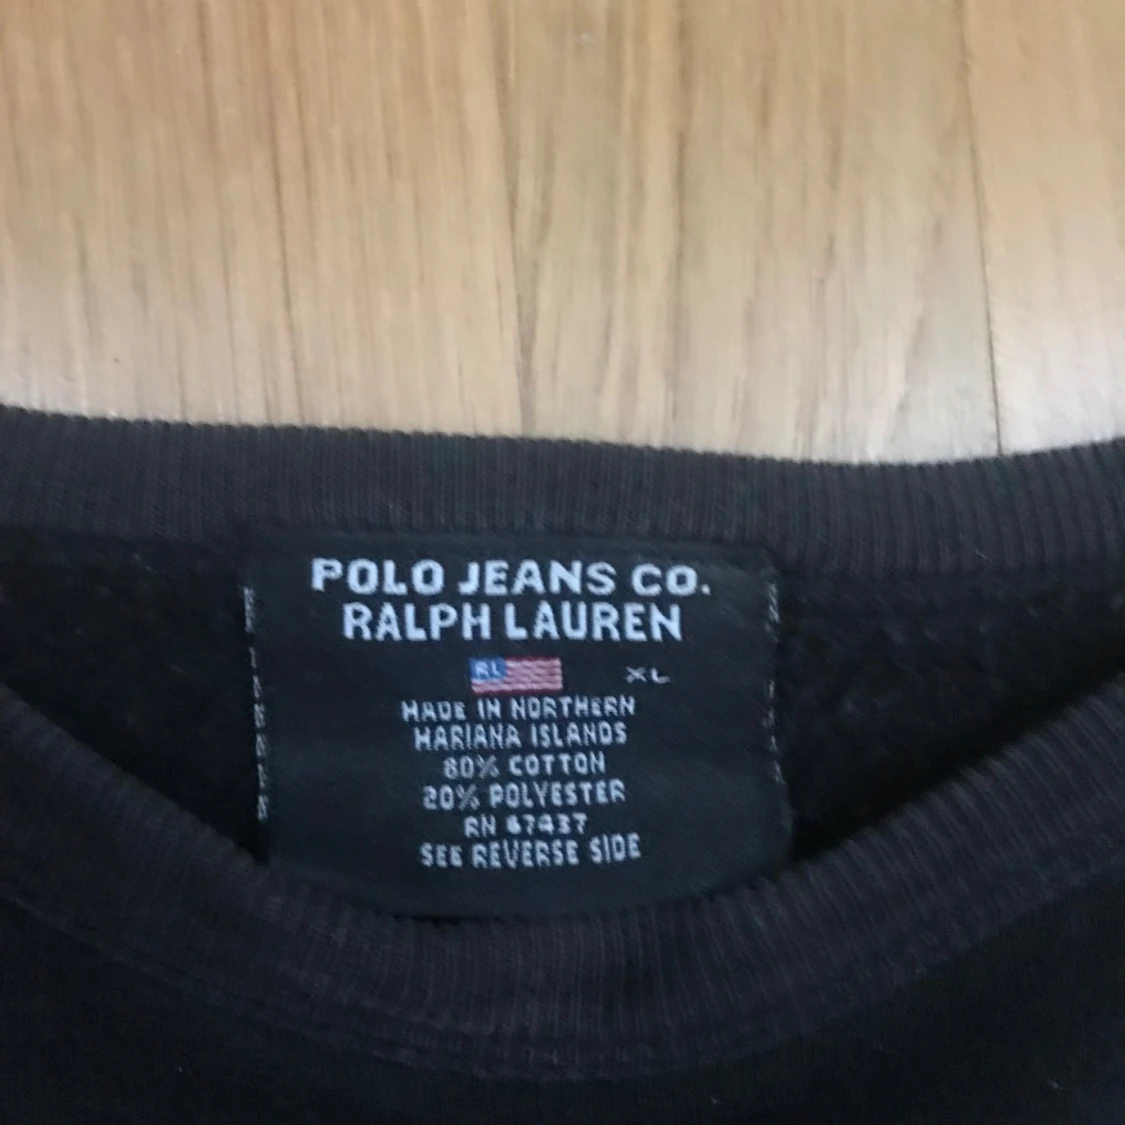 POLO JEANS CO.
RALPH LAUREN
RL XL
MADE IN NORTHERN
MARIANA ISLANDS
80% COTTON
20% POLYESTER
RN 67437
SEE REVERSE SIDE